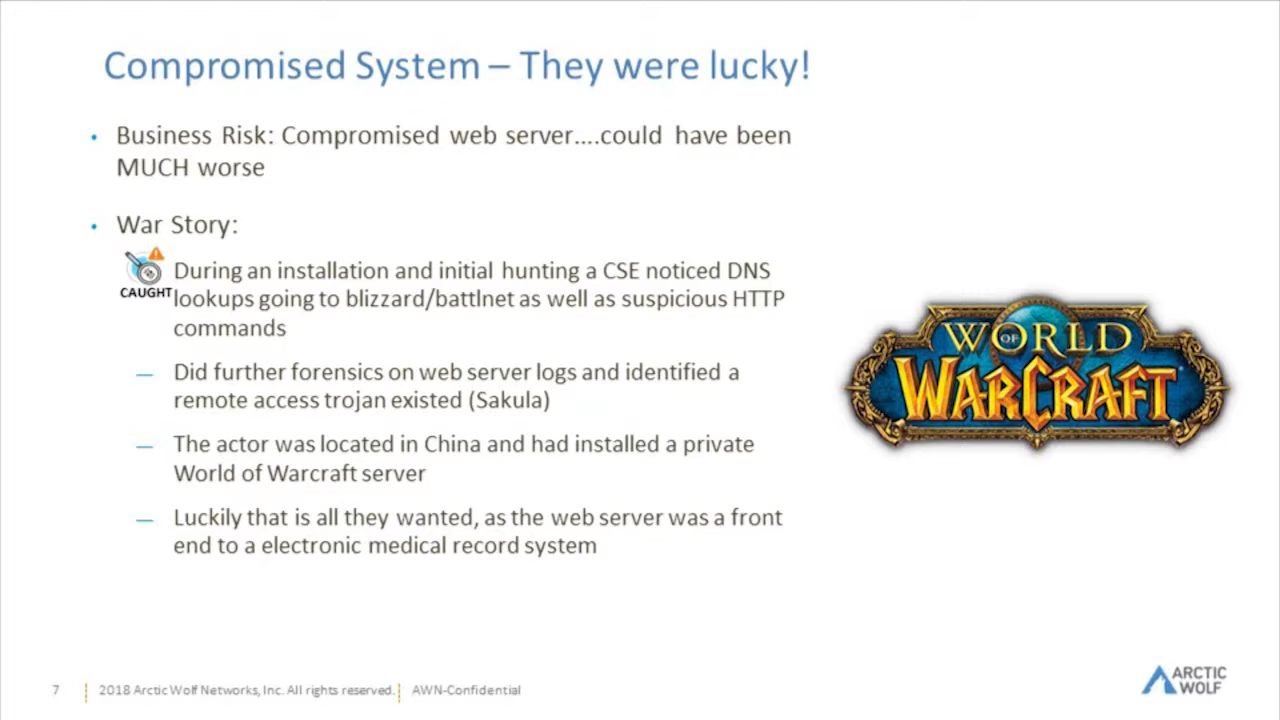 Compromised System – They were lucky!
• Business Risk: Compromised web server....could have been
MUCH worse
• War Story:
CAUGHT
During an installation and initial hunting a CSE noticed DNS
lookups going to blizzard/battlnet as well as suspicious HTTP
commands
— Did further forensics on web server logs and identified a
remote access trojan existed (Sakula)
— The actor was located in China and had installed a private
World of Warcraft server
— Luckily that is all they wanted, as the web server was a front
end to a electronic medical record system
WORLD
OF
WARCRAFT
7
2018 Arctic Wolf Networks, Inc. All rights reserved.
AWN-Confidential
ARCTIC
WOLF